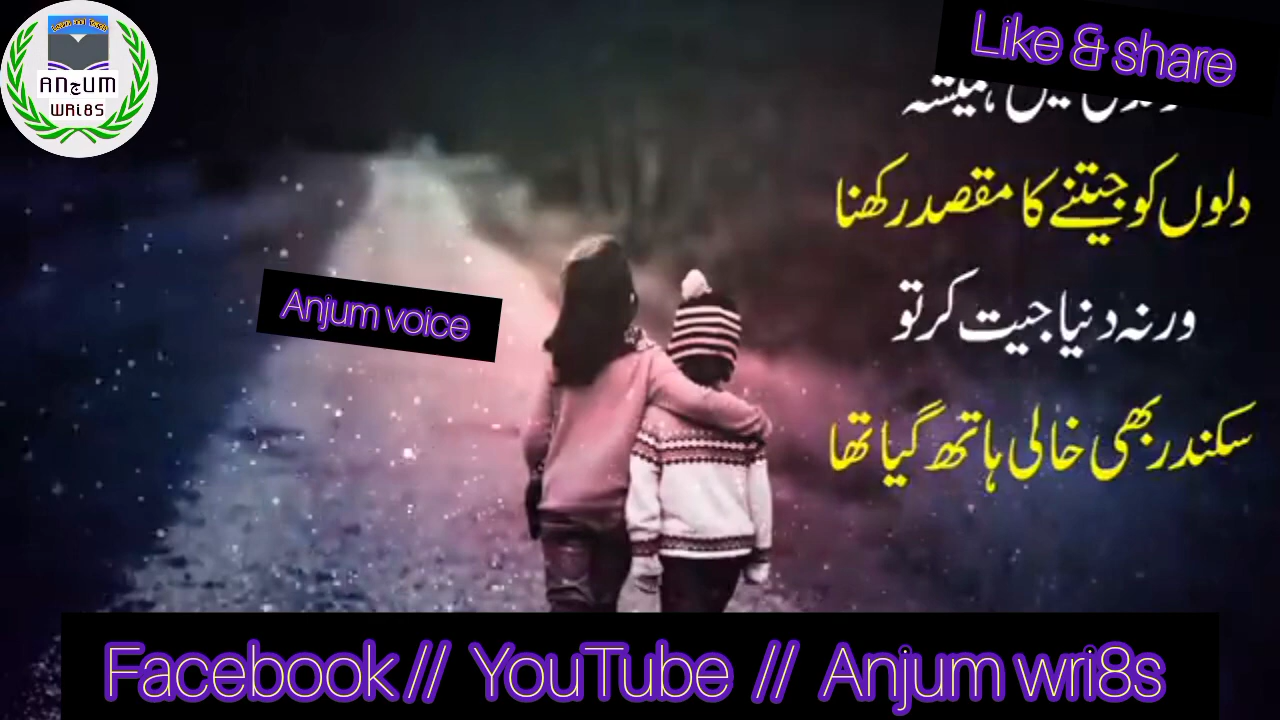 Like & share
ہمیشہ
دلوں کو جیتنے کا مقصد رکھنا
ورنہ دنیا جیت کر تو
سکندر بھی خالی ہاتھ گیا تھا
Anjum voice
ANجUM
WRi8S
Facebook // YouTube // Anjum wri8s